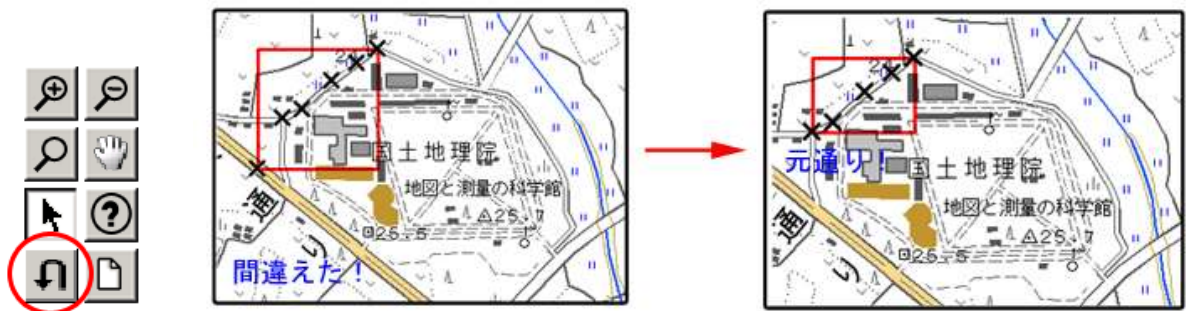 21
国土地理院
地図と測量の科学館
25.7
25.5
通り
間違えた！
21
元通り！
国土地理院
地図と測量の科学館
25.7
25.5
通り